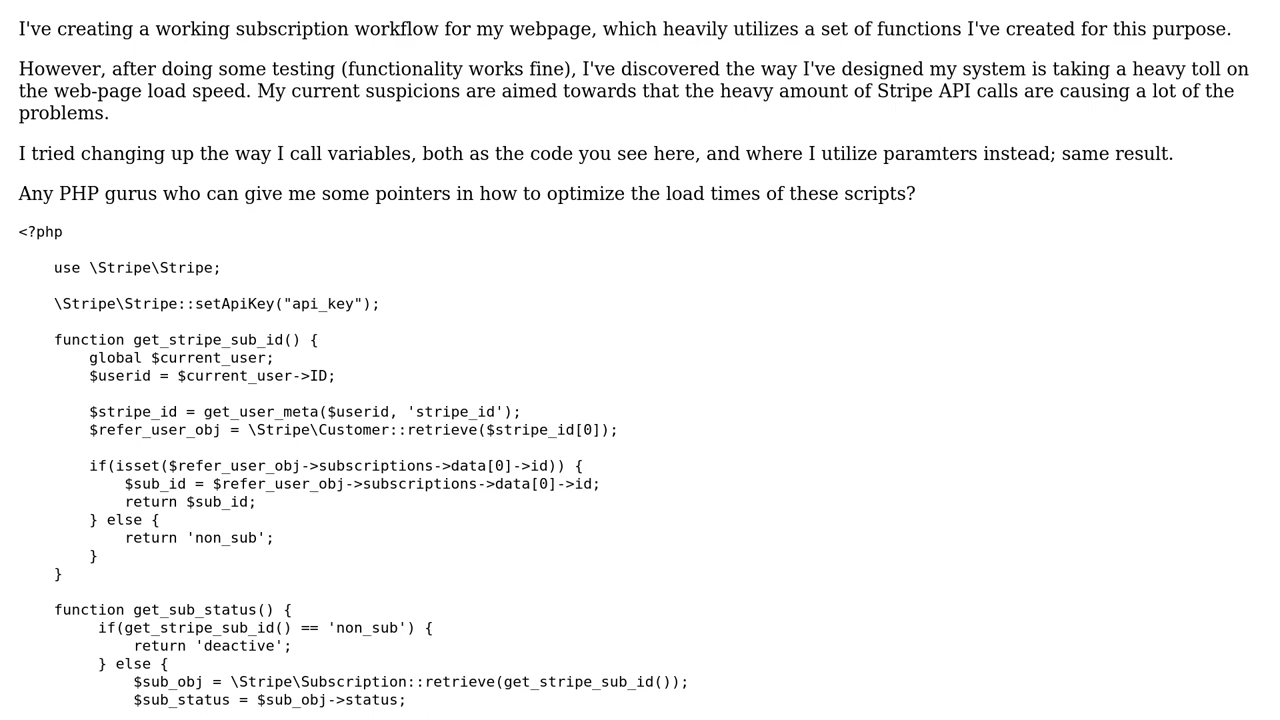 I've creating a working subscription workflow for my webpage, which heavily utilizes a set of functions I've created for this purpose.
However, after doing some testing (functionality works fine), I've discovered the way I've designed my system is taking a heavy toll on
the web-page load speed. My current suspicions are aimed towards that the heavy amount of Stripe API calls are causing a lot of the
problems.
I tried changing up the way I call variables, both as the code you see here, and where I utilize paramters instead; same result.
Any PHP gurus who can give me some pointers in how to optimize the load times of these scripts?
<?php
    use \Stripe\Stripe;
    \Stripe\Stripe::setApiKey("api_key");
    function get_stripe_sub_id() {
        global $current_user;
        $userid = $current_user->ID;
        $stripe_id = get_user_meta($userid, 'stripe_id');
        $refer_user_obj = \Stripe\Customer::retrieve($stripe_id[0]);
        if(isset($refer_user_obj->subscriptions->data[0]->id)) {
            $sub_id = $refer_user_obj->subscriptions->data[0]->id;
            return $sub_id;
        } else {
            return 'non_sub';
        }
    }
    function get_sub_status() {
         if(get_stripe_sub_id() == 'non_sub') {
             return 'deactive';
         } else {
             $sub_obj = \Stripe\Subscription::retrieve(get_stripe_sub_id());
             $sub_status = $sub_obj->status;